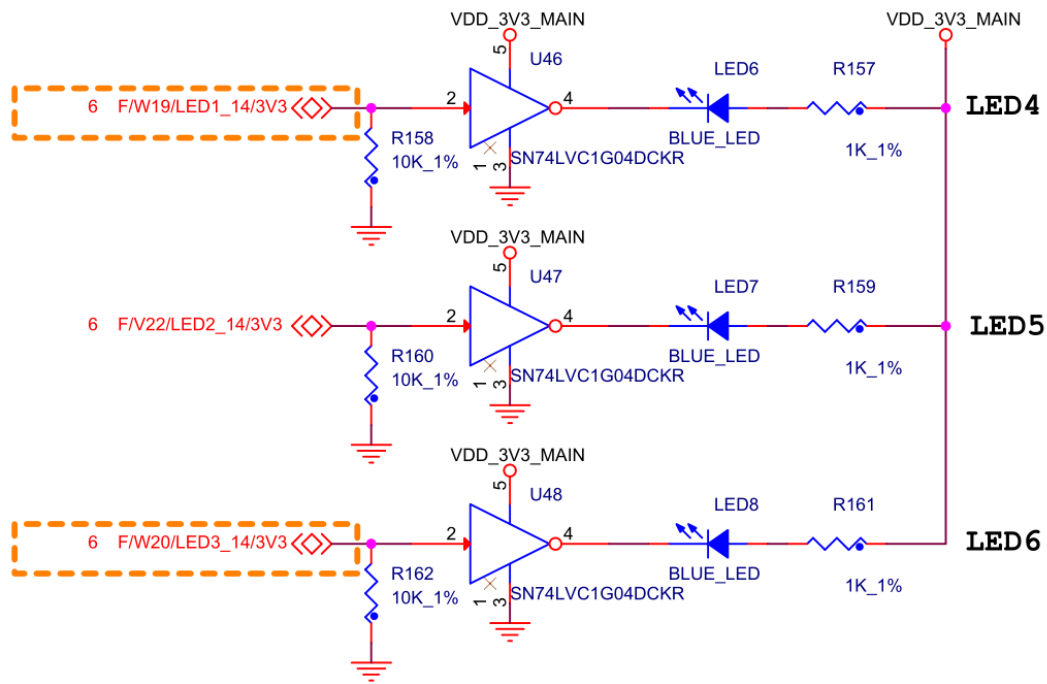 VDD_3V3_MAIN
VDD_3V3_MAIN
5
U46
LED6
R157
6 F/W19/LED1_14/3V3
2
4
LED4
R158
10K_1%
BLUE_LED
1K_1%
1
3
SN74LVC1G04DCKR
VDD_3V3_MAIN
5
U47
LED7
R159
6 F/V22/LED2_14/3V3
2
4
LED5
R160
10K_1%
BLUE_LED
1K_1%
1
3
SN74LVC1G04DCKR
VDD_3V3_MAIN
5
U48
LED8
R161
6 F/W20/LED3_14/3V3
2
4
LED6
R162
10K_1%
BLUE_LED
1K_1%
1
3
SN74LVC1G04DCKR